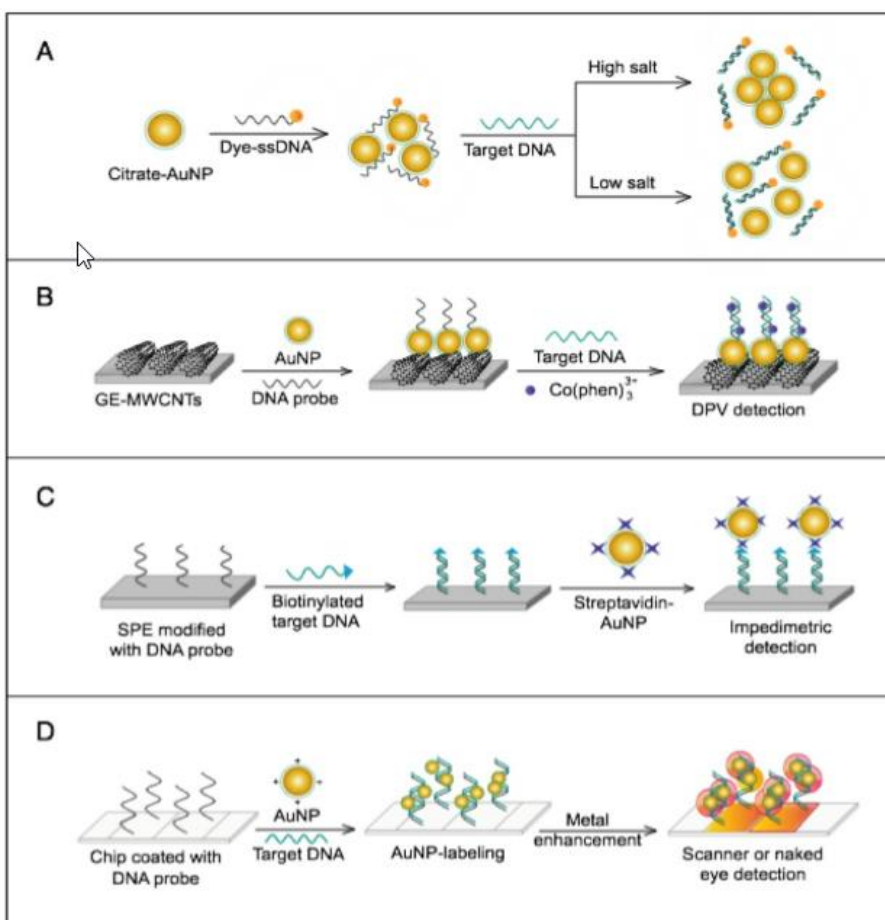 A
Citrate-AuNP
Dye-ssDNA
Target DNA
High salt
Low salt
B
GE-MWCNTs
AuNP
DNA probe
Target DNA
Co(phen)₃³⁺
DPV detection
C
SPE modified
with DNA probe
Biotinylated
target DNA
Streptavidin-
AuNP
Impedimetric
detection
D
Chip coated with
DNA probe
+
+
-
-
AuNP
Target DNA
AuNP-labeling
Metal
enhancement
Scanner or naked
eye detection